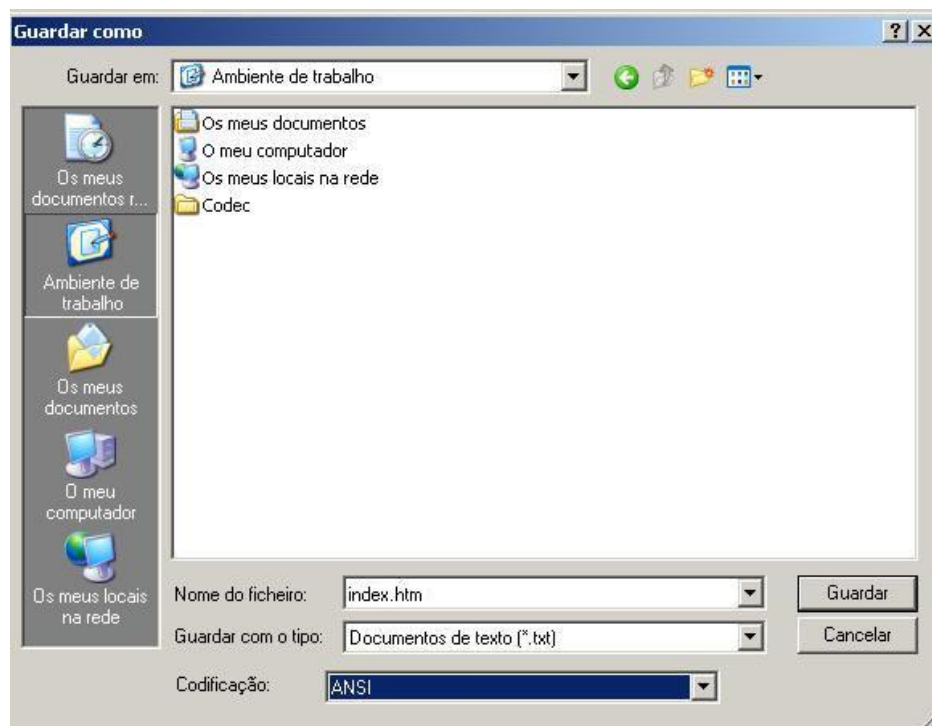 Guardar como
Guardar em:
Ambiente de trabalho
Os meus
documentos r...
Ambiente de
trabalho
Os meus
documentos
O meu
computador
Os meus locais
na rede
Os meus documentos
O meu computador
Os meus locais na rede
Codec
Nome do ficheiro:
index.htm
Guardar
Guardar com o tipo:
Documentos de texto (*.txt)
Cancelar
Codificação:
ANSI